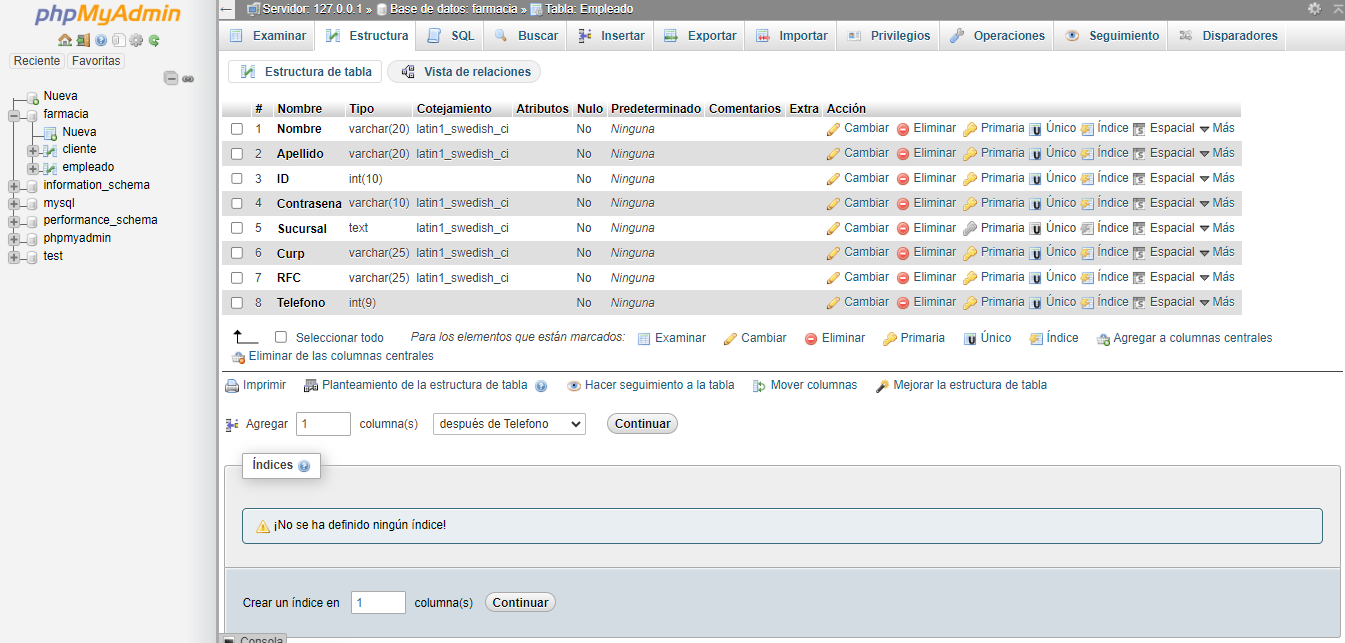 phpMyAdmin
Reciente Favoritas
Nueva
farmacia
Nueva
cliente
empleado
information_schema
mysql
performance_schema
phpmyadmin
test
Servidor: 127.0.0.1 » Base de datos: farmacia » Tabla: Empleado
Examinar Estructura SQL Buscar Insertar Exportar Importar Privilegios Operaciones Seguimiento Disparadores
Estructura de tabla Vista de relaciones
# Nombre Tipo Cotejamiento Atributos Nulo Predeterminado Comentarios Extra Acción
1 Nombre varchar(20) latin1_swedish_ci No Ninguna Cambiar Eliminar Primaria Único Índice Espacial Más
2 Apellido varchar(20) latin1_swedish_ci No Ninguna Cambiar Eliminar Primaria Único Índice Espacial Más
3 ID int(10) No Ninguna Cambiar Eliminar Primaria Único Índice Espacial Más
4 Contrasena varchar(10) latin1_swedish_ci No Ninguna Cambiar Eliminar Primaria Único Índice Espacial Más
5 Sucursal text latin1_swedish_ci No Ninguna Cambiar Eliminar Primaria Único Índice Espacial Más
6 Curp varchar(25) latin1_swedish_ci No Ninguna Cambiar Eliminar Primaria Único Índice Espacial Más
7 RFC varchar(25) latin1_swedish_ci No Ninguna Cambiar Eliminar Primaria Único Índice Espacial Más
8 Telefono int(9) No Ninguna Cambiar Eliminar Primaria Único Índice Espacial Más
Seleccionar todo Para los elementos que están marcados: Examinar Cambiar Eliminar Primaria Único Índice Agregar a columnas centrales
Eliminar de las columnas centrales
Imprimir Planteamiento de la estructura de tabla Hacer seguimiento a la tabla Mover columnas Mejorar la estructura de tabla
Agregar 1 columna(s) después de Telefono Continuar
Índices
¡No se ha definido ningún índice!
Crear un índice en 1 columna(s) Continuar
Consola